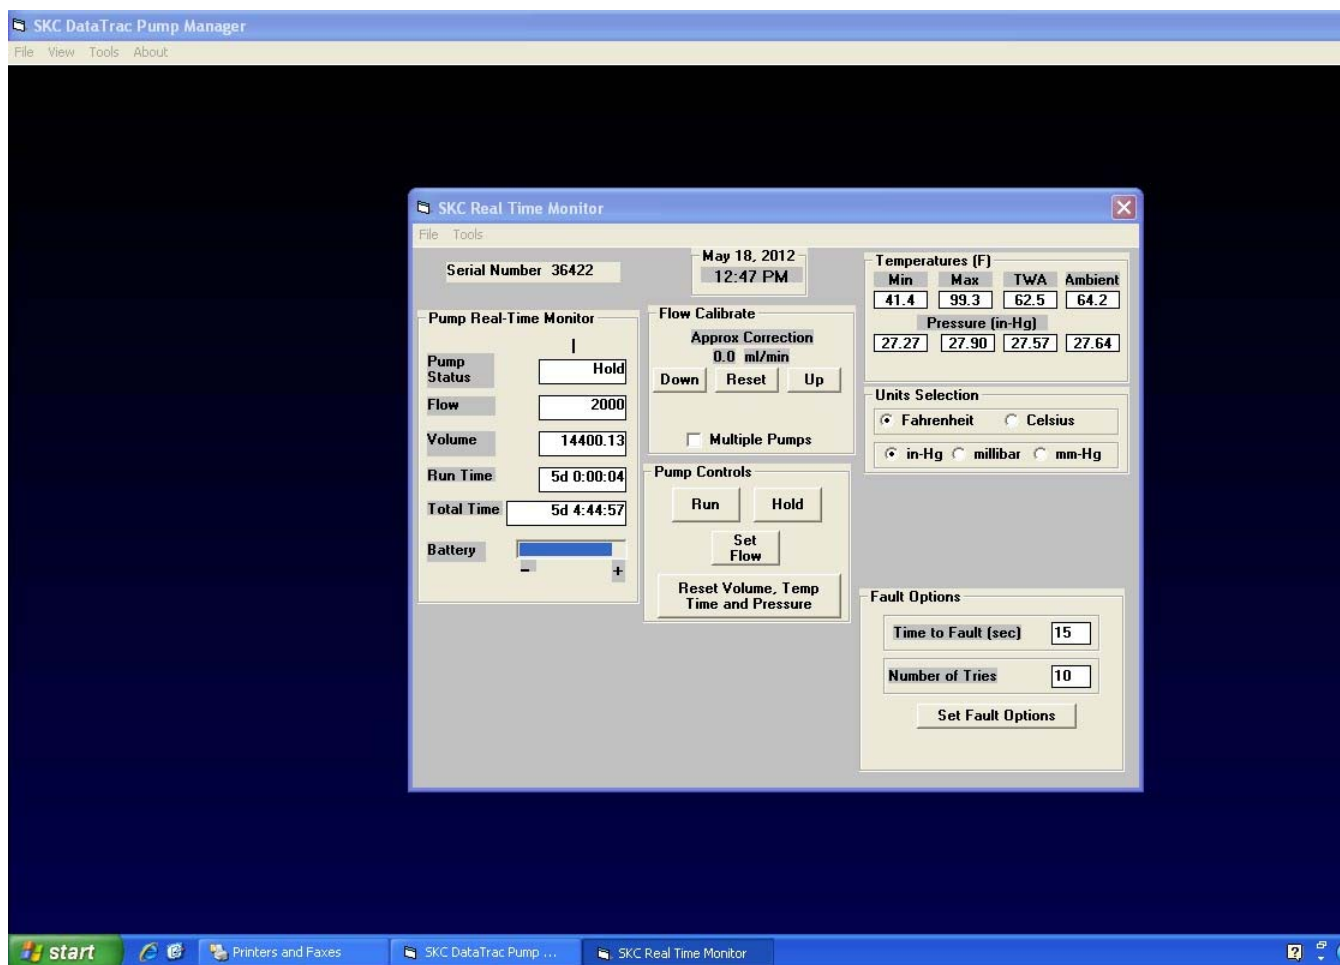 SKC DataTrac Pump Manager
File View Tools About
SKC Real Time Monitor
File Tools
Serial Number 36422
May 18, 2012
12:47 PM
Pump Real-Time Monitor
Pump
Status
Hold
Flow 2000
Volume 14400.13
Run Time 5d 0:00:04
Total Time 5d 4:44:57
Battery
- +
Flow Calibrate
Approx Correction
0.0 ml/min
Down Reset Up
Multiple Pumps
Pump Controls
Run Hold
Set
Flow
Reset Volume, Temp
Time and Pressure
Temperatures (F)
Min Max TWA Ambient
41.4 99.3 62.5 64.2
Pressure (in-Hg)
27.27 27.90 27.57 27.64
Units Selection
Fahrenheit Celsius
in-Hg millibar mm-Hg
Fault Options
Time to Fault (sec) 15
Number of Tries 10
Set Fault Options
start Printers and Faxes SKC DataTrac Pump ... SKC Real Time Monitor